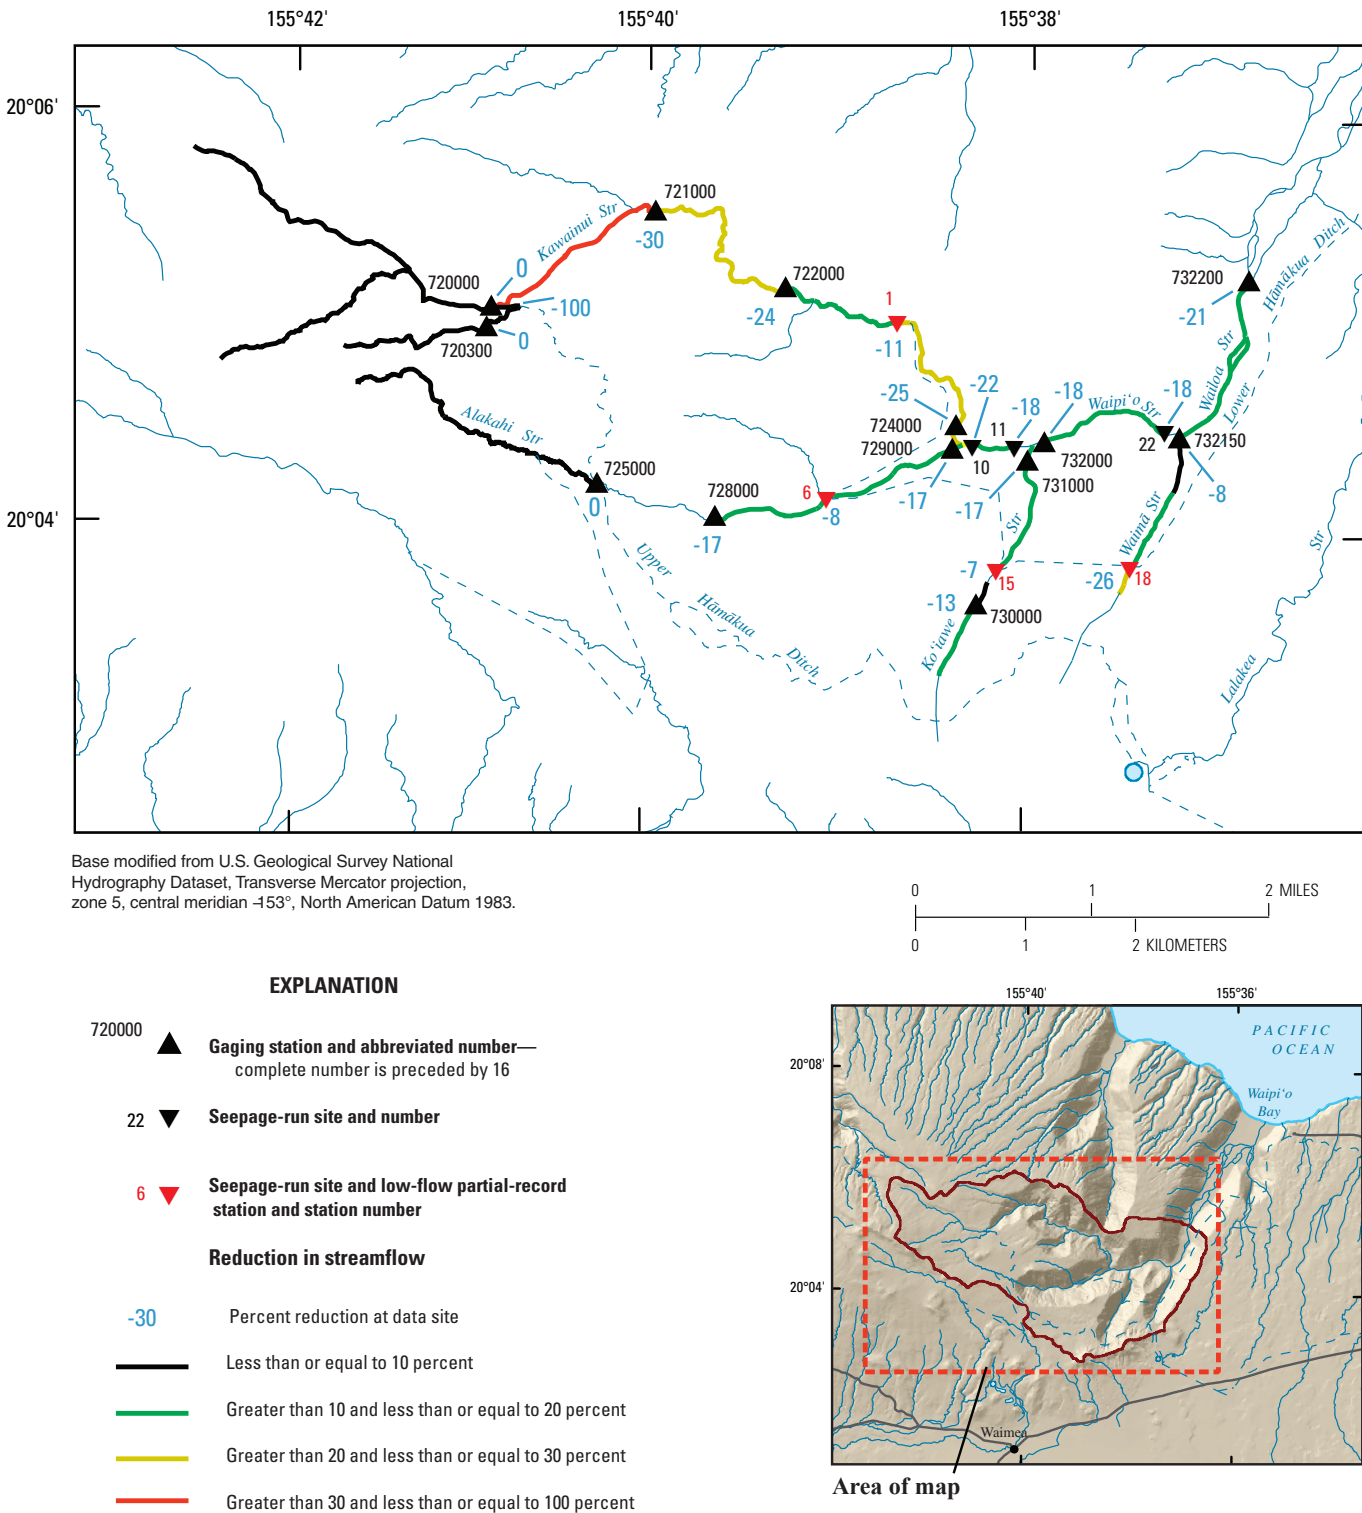 155°42'
155°40'
155°38'
20°06'
721000
Kawainui Str
-30
0
720000
722000
732200
-100
-24
1
-21
Hāmākua Ditch
0
720300
-11
Wailoa Str
Lower
-22
-25
-18
-18
Waipi‘o Str
-18
Alakahi Str
724000
11
729000
10
22
732150
732000
725000
731000
728000
6
-17
-17
-8
0
-8
20°04'
-17
Str
Waimā Str
Str
Upper
-7
15
-26
18
Hāmākua
-13
730000
Ditch
Ko‘iawe
Lalakea
Base modified from U.S. Geological Survey National
Hydrography Dataset, Transverse Mercator projection,
zone 5, central meridian -153°, North American Datum 1983.
0 1 2 MILES
0 1 2 KILOMETERS
EXPLANATION
720000
Gaging station and abbreviated number—
complete number is preceded by 16
22
Seepage-run site and number
6
Seepage-run site and low-flow partial-record
station and station number
Reduction in streamflow
-30
Percent reduction at data site
Less than or equal to 10 percent
Greater than 10 and less than or equal to 20 percent
Greater than 20 and less than or equal to 30 percent
Greater than 30 and less than or equal to 100 percent
155°40'
155°36'
20°08'
PACIFIC
OCEAN
Waipi‘o
Bay
20°04'
Waimea
Area of map